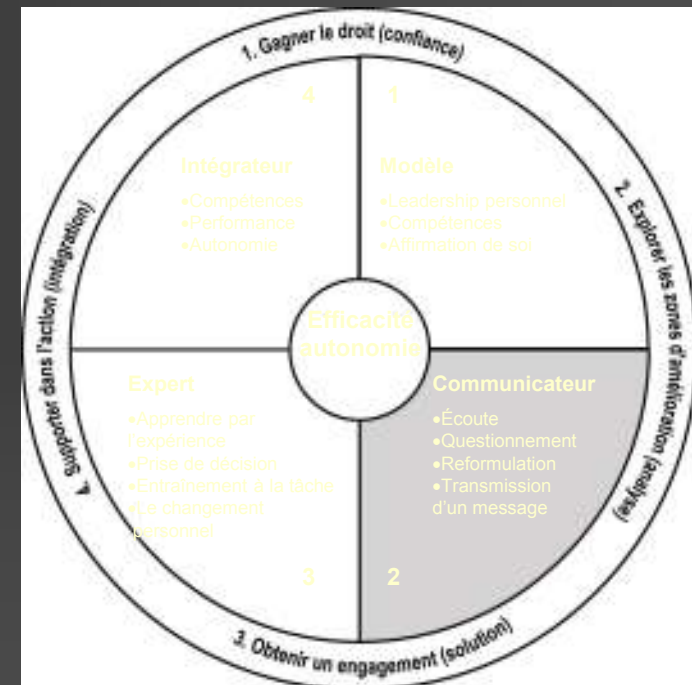 1. Gagner le droit (confiance)
2. Explorer les zones d'amélioration (analyse)
3. Obtenir un engagement (solution)
4. Supporter dans l'action (intégration)
4
1
Intégrateur
•Compétences
•Performance
•Autonomie
Modèle
•Leadership personnel
•Compétences
•Affirmation de soi
Efficacité
autonomie
Expert
•Apprendre par
l'expérience
•Prise de décision
•Entraînement à la tâche
•Le changement
personnel
Communicateur
•Écoute
•Questionnement
•Reformulation
•Transmission
d'un message
3
2